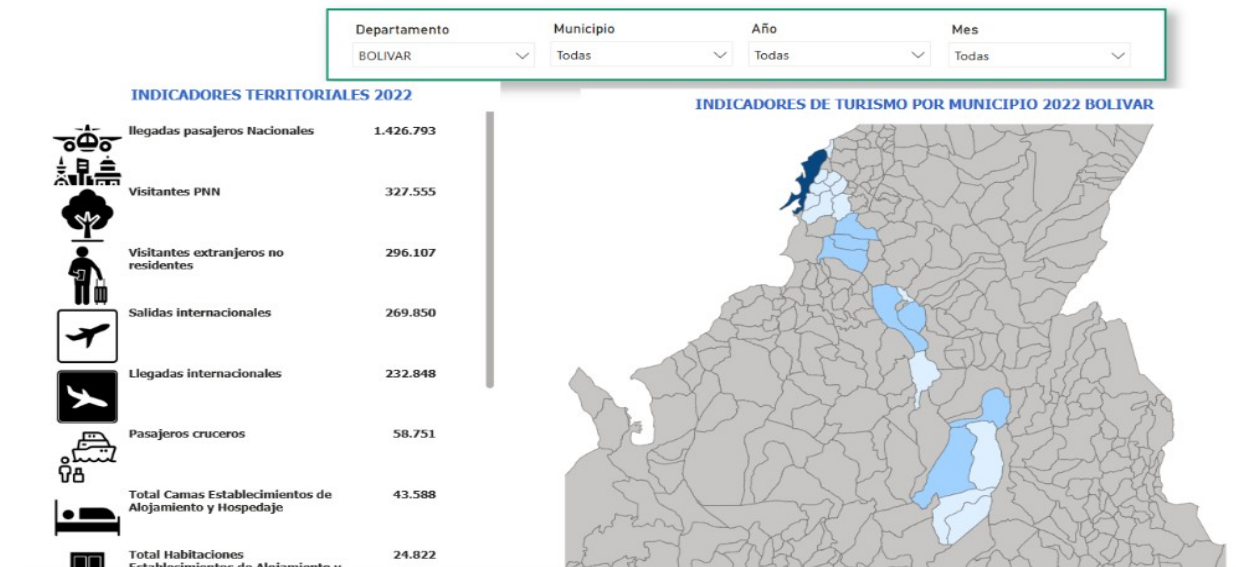 Departamento Municipio Año Mes
BOLIVAR Todas Todas Todas
INDICADORES TERRITORIALES 2022
llegadas pasajeros Nacionales 1.426.793
Visitantes PNN 327.555
Visitantes extranjeros no
residentes 296.107
Salidas internacionales 269.850
Llegadas internacionales 232.848
Pasajeros cruceros 58.751
Total Camas Establecimientos de
Alojamiento y Hospedaje 43.588
Total Habitaciones 24.822
Establecimientos de Alojamiento y
INDICADORES DE TURISMO POR MUNICIPIO 2022 BOLIVAR